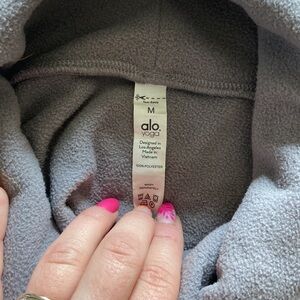 M
alo.
yoga
Designed in
Los Angeles
Made in
Vietnam
100% POLYESTER